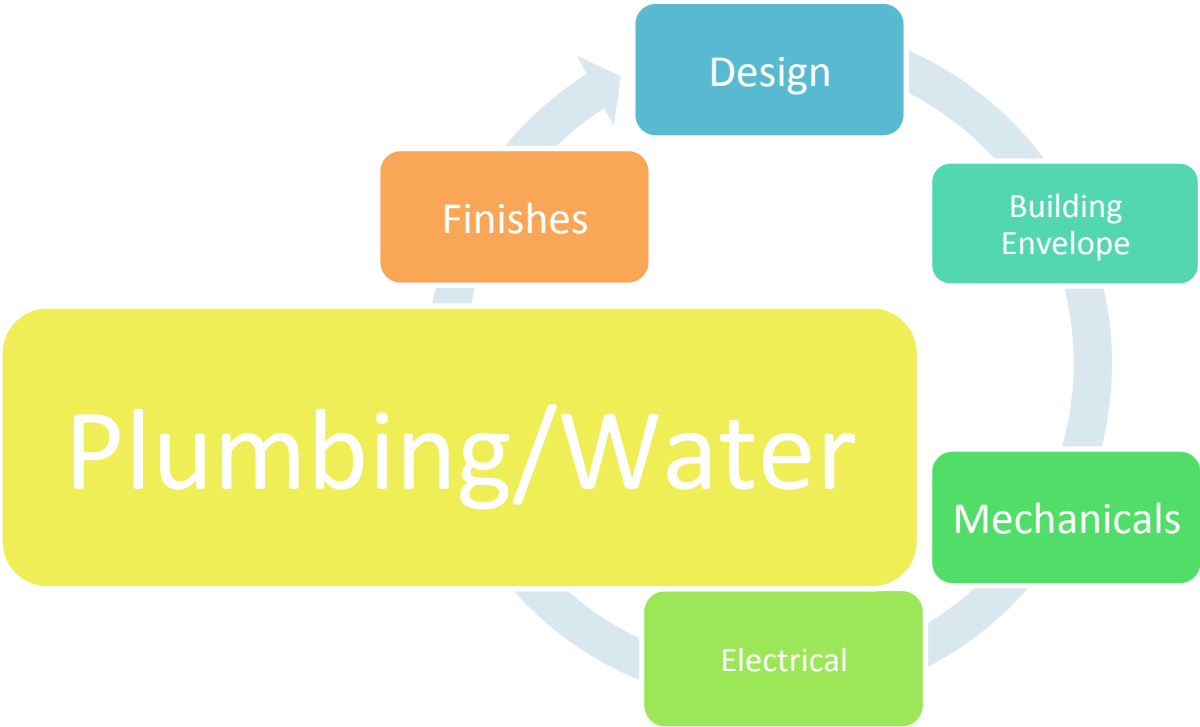 Design
Building
Envelope
Mechanicals
Electrical
Plumbing/Water
Finishes